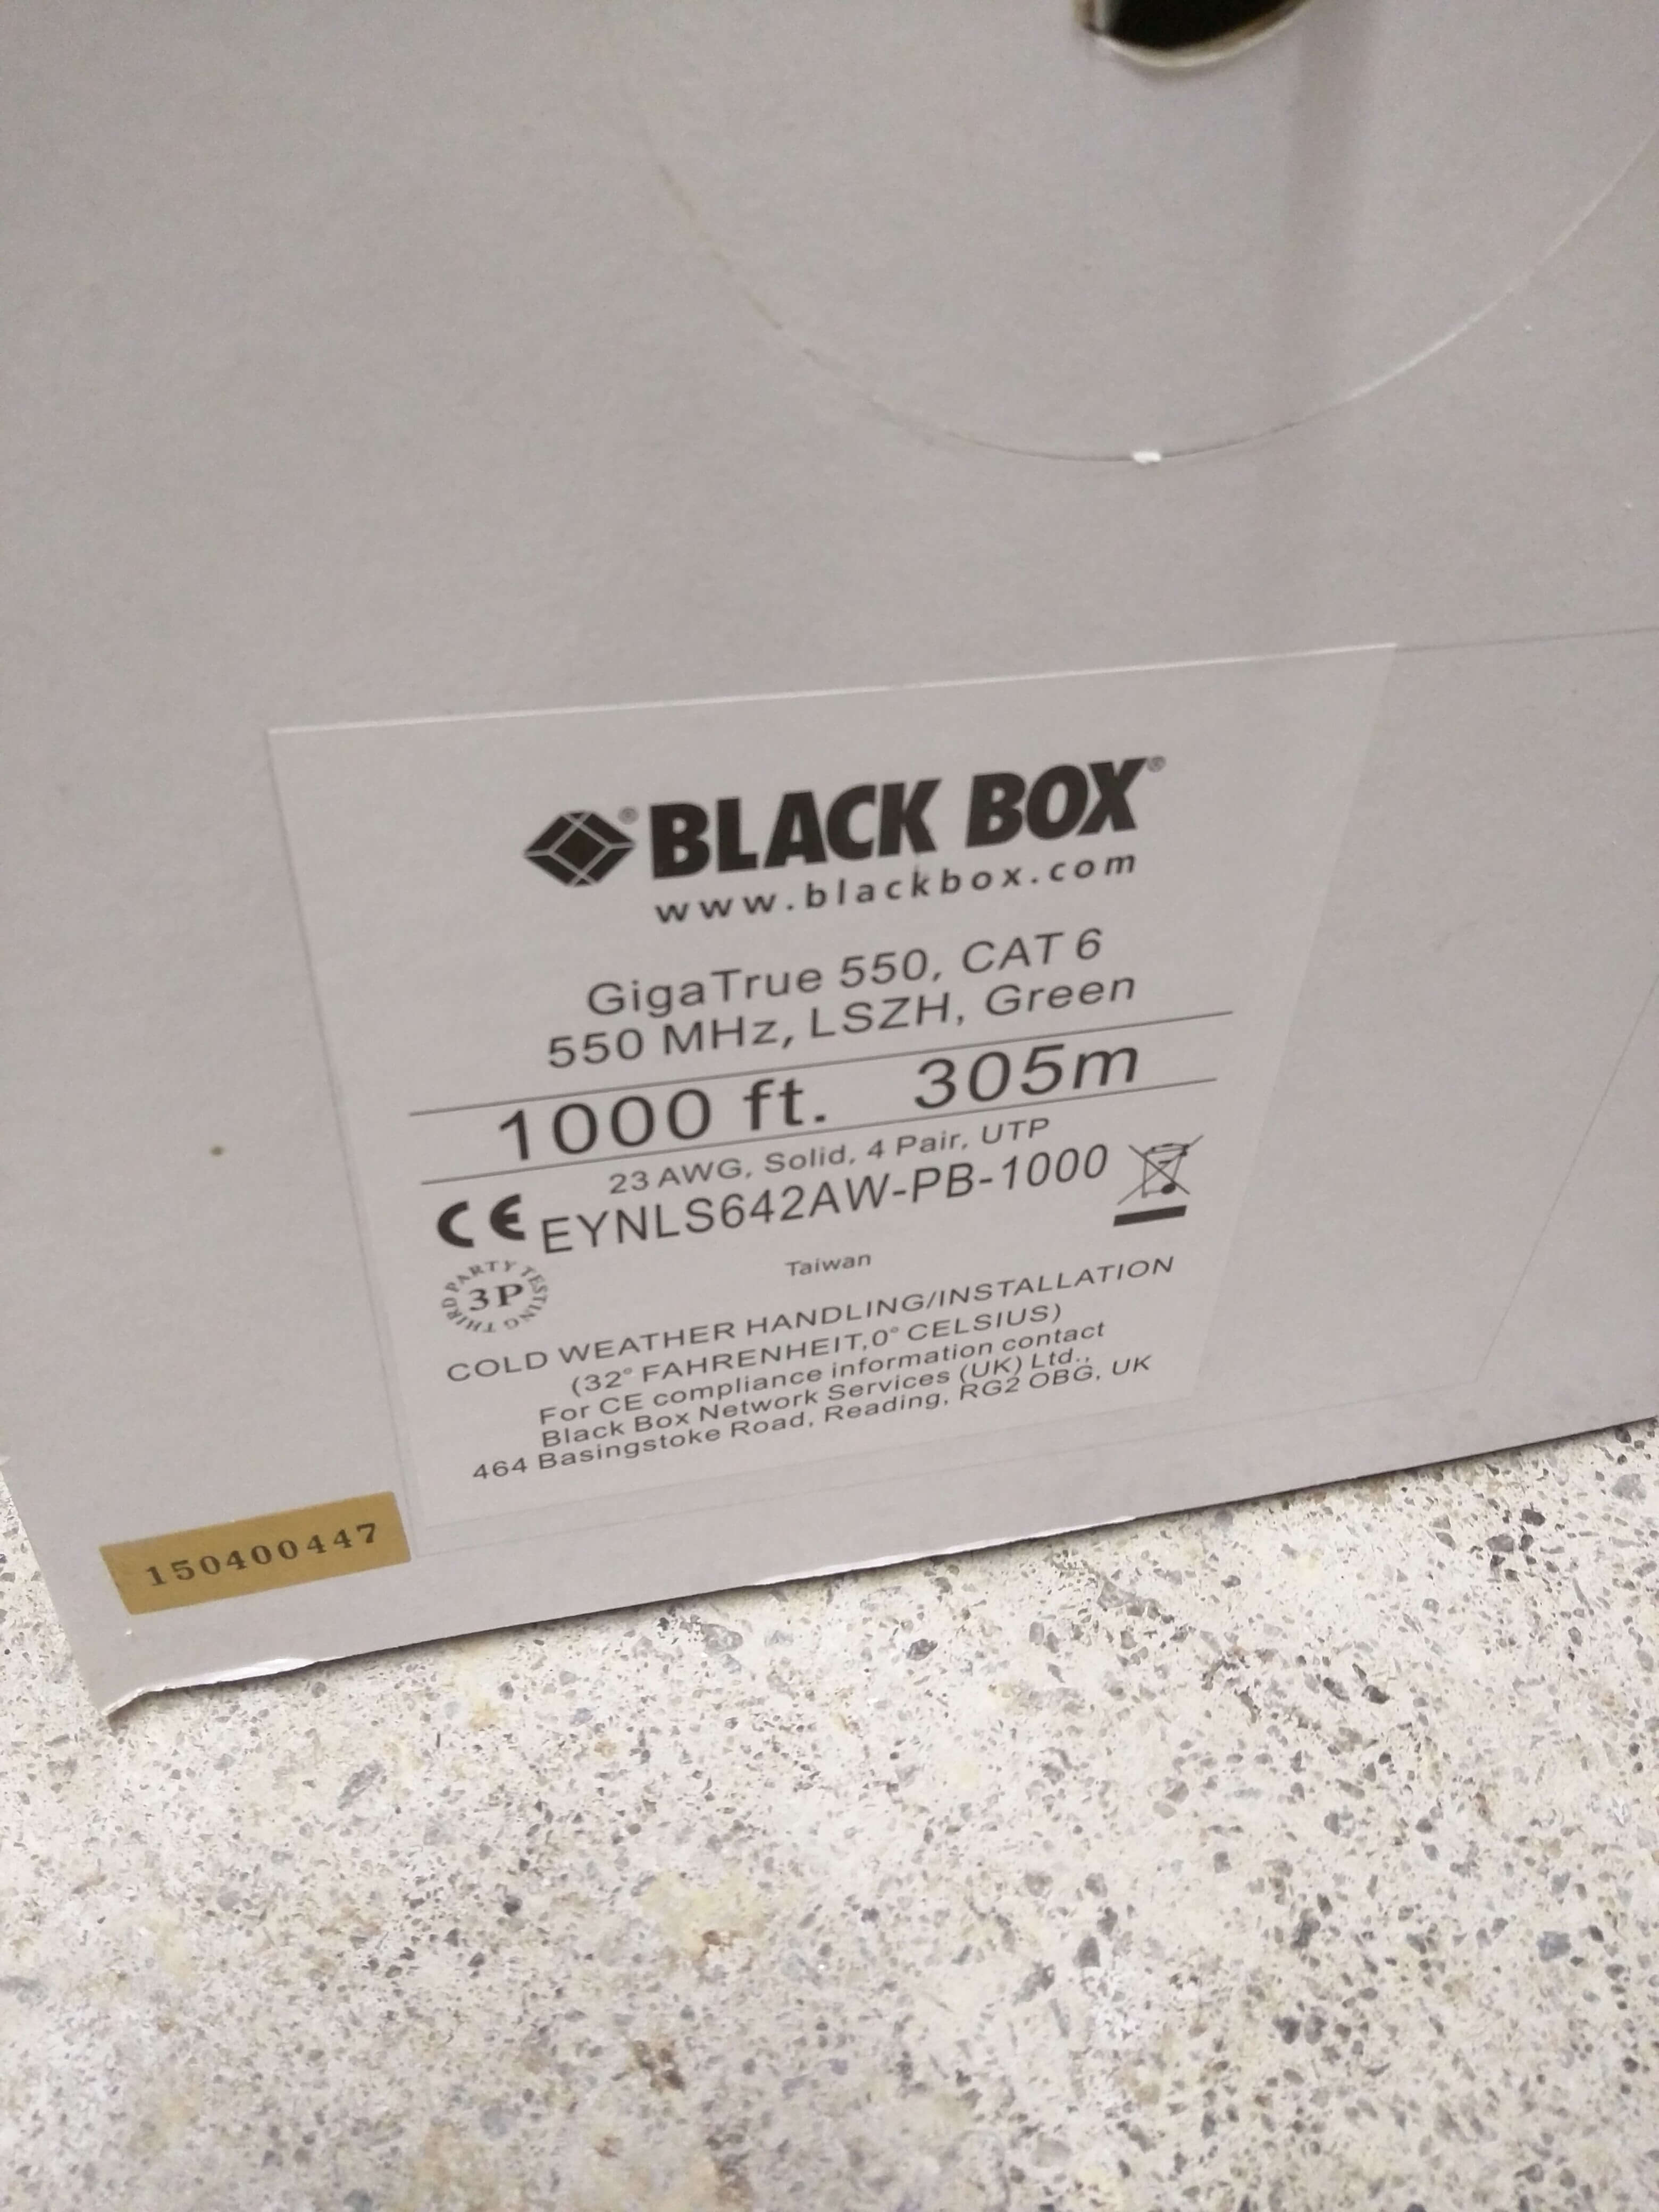 BLACK BOX®
www.blackbox.com
GigaTrue 550, CAT 6
550 MHz, LSZH, Green
1000 ft. 305m
23 AWG, Solid, 4 Pair, UTP
CE EYNLS642AW-PB-1000
THIRD PARTY TESTING
3P
Taiwan
COLD WEATHER HANDLING/INSTALLATION
(32° FAHRENHEIT,0° CELSIUS)
For CE compliance information contact
Black Box Network Services (UK) Ltd.,
464 Basingstoke Road, Reading, RG2 OBG, UK
150400447